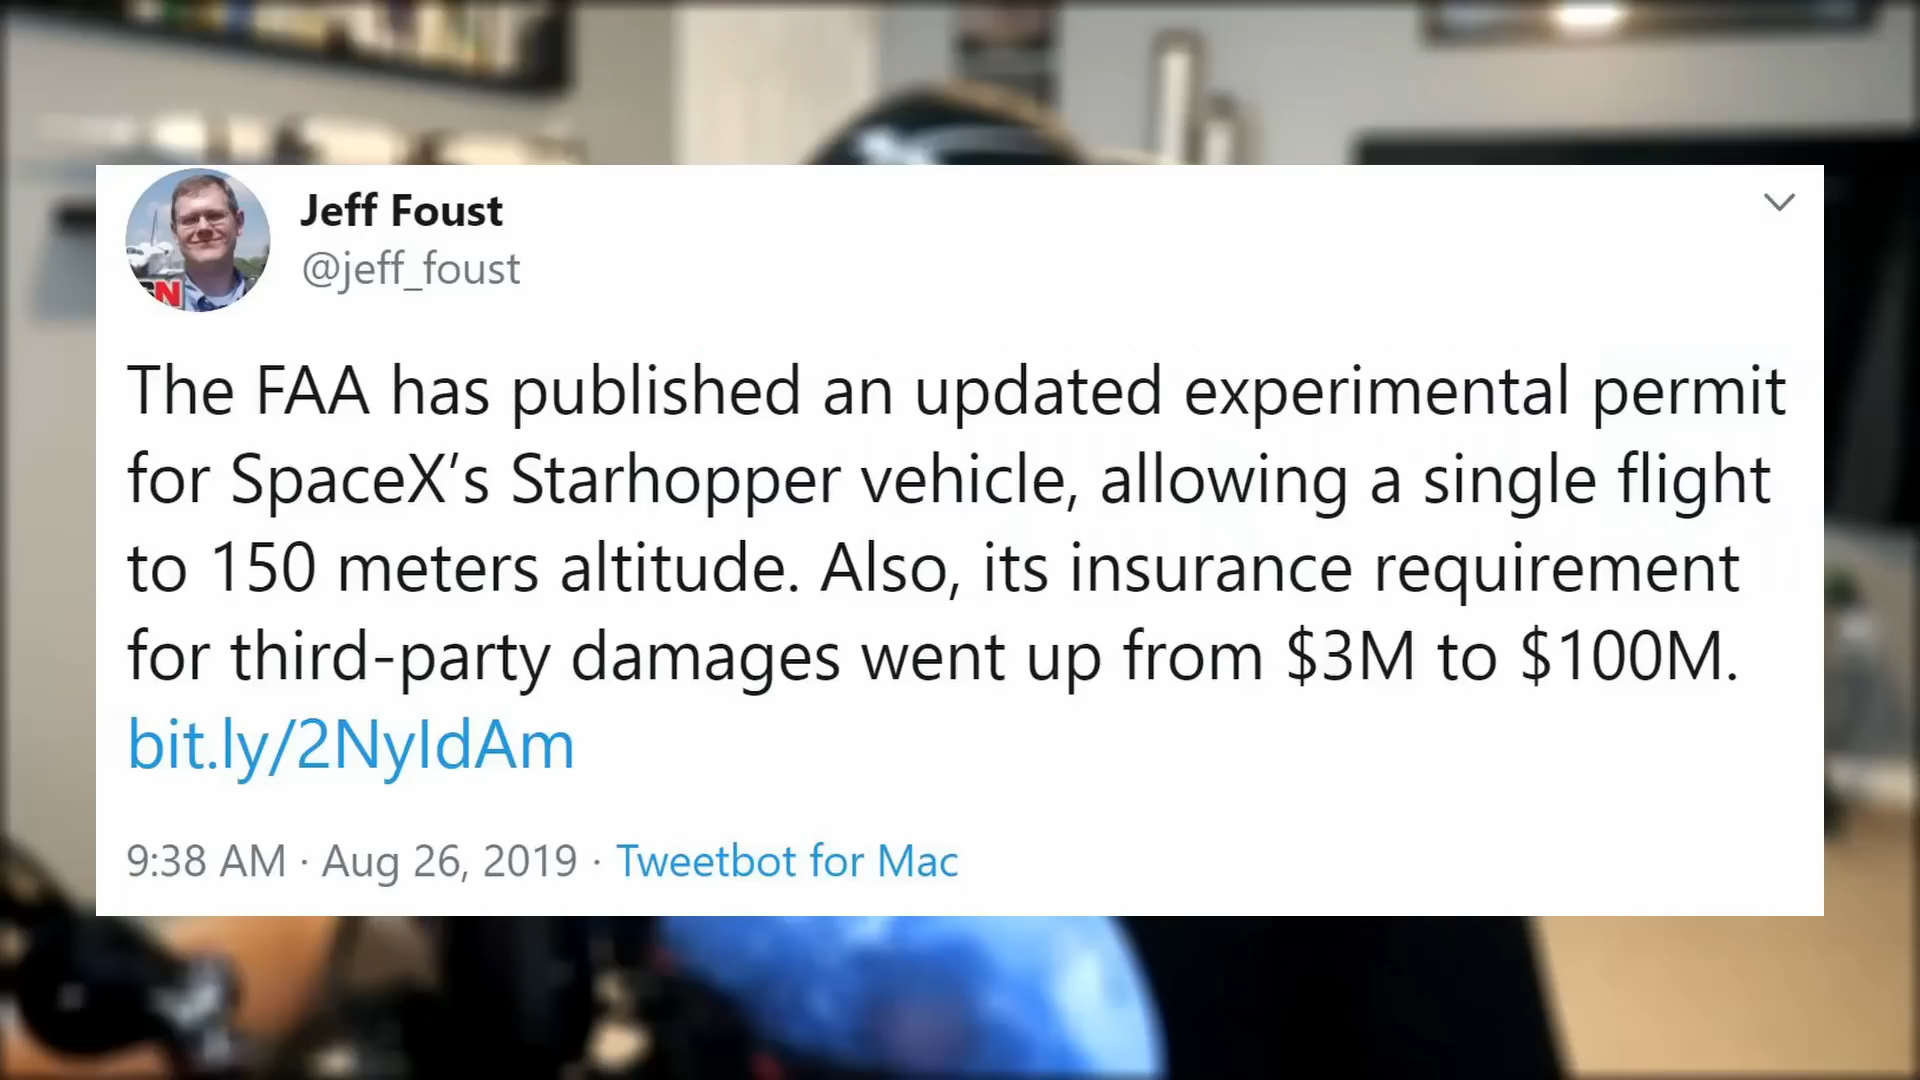 Jeff Foust
@jeff_foust
The FAA has published an updated experimental permit
for SpaceX's Starhopper vehicle, allowing a single flight
to 150 meters altitude. Also, its insurance requirement
for third-party damages went up from $3M to $100M.
bit.ly/2NyIdAm
9:38 AM · Aug 26, 2019 · Tweetbot for Mac